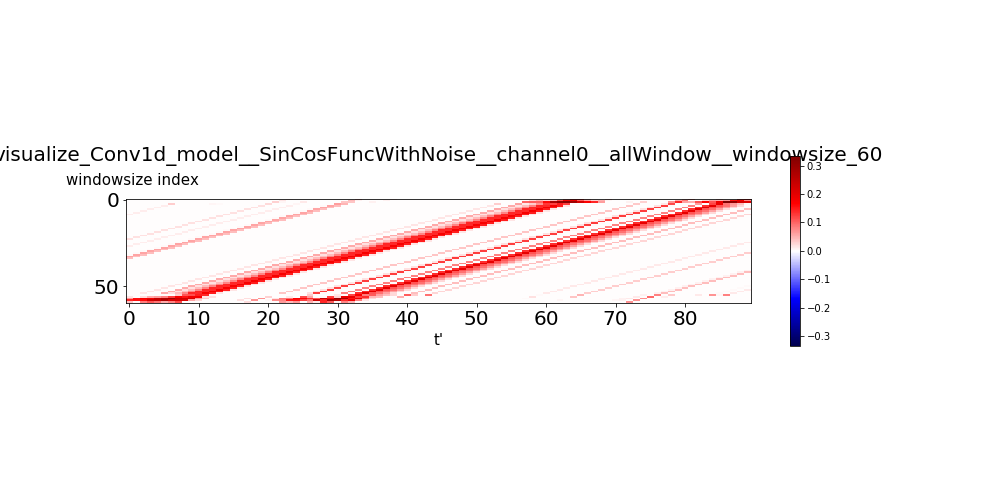 visualize_Conv1d_model__SinCosFuncWithNoise__channel0__allWindow__windowsize_60
windowsize index
0
50
0 10 20 30 40 50 60 70 80
t'
0.3
0.2
0.1
0.0
−0.1
−0.2
−0.3